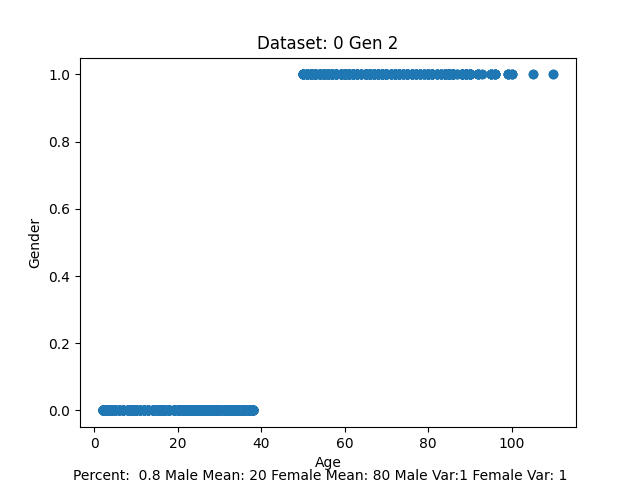 Dataset: 0 Gen 2
1.0
0.8
0.6
0.4
0.2
0.0
Gender
0 20 40 60 80 100
Age
Percent:  0.8 Male Mean: 20 Female Mean: 80 Male Var:1 Female Var: 1